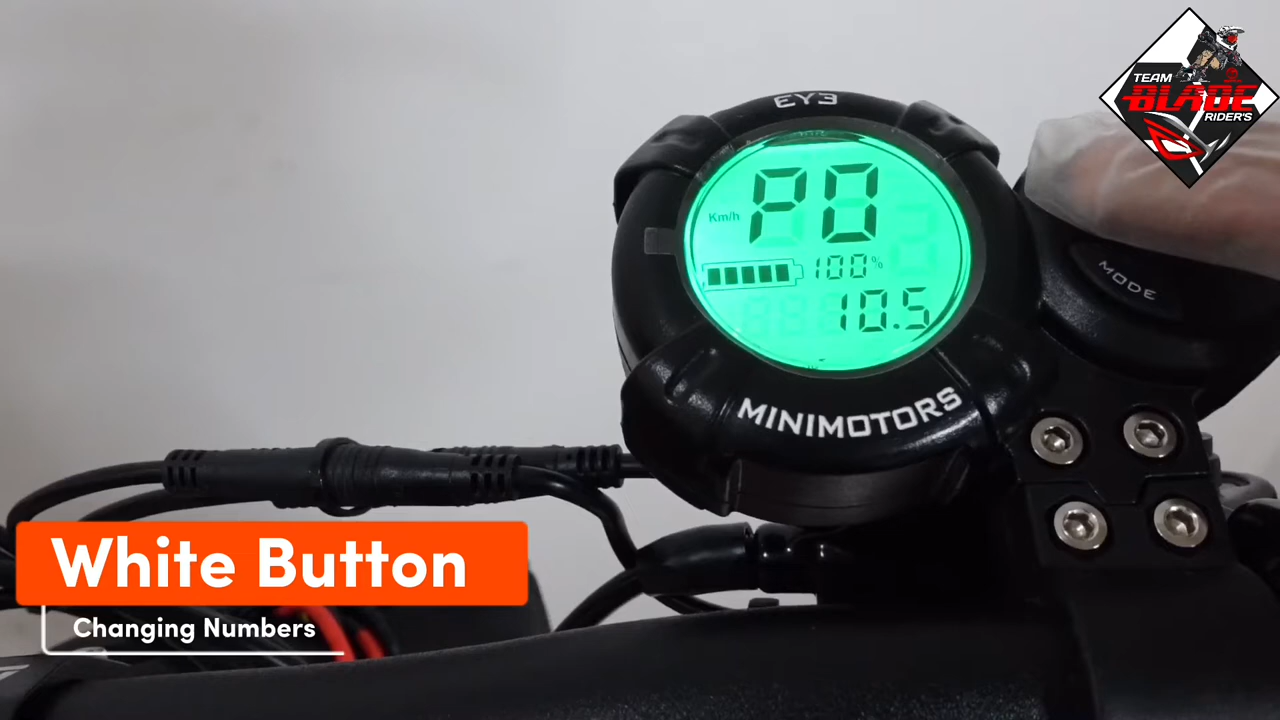 EY3
TEAM
BLADE
RIDER'S
P0
Km/h
100%
10.5
MODE
MINIMOTORS
White Button
Changing Numbers